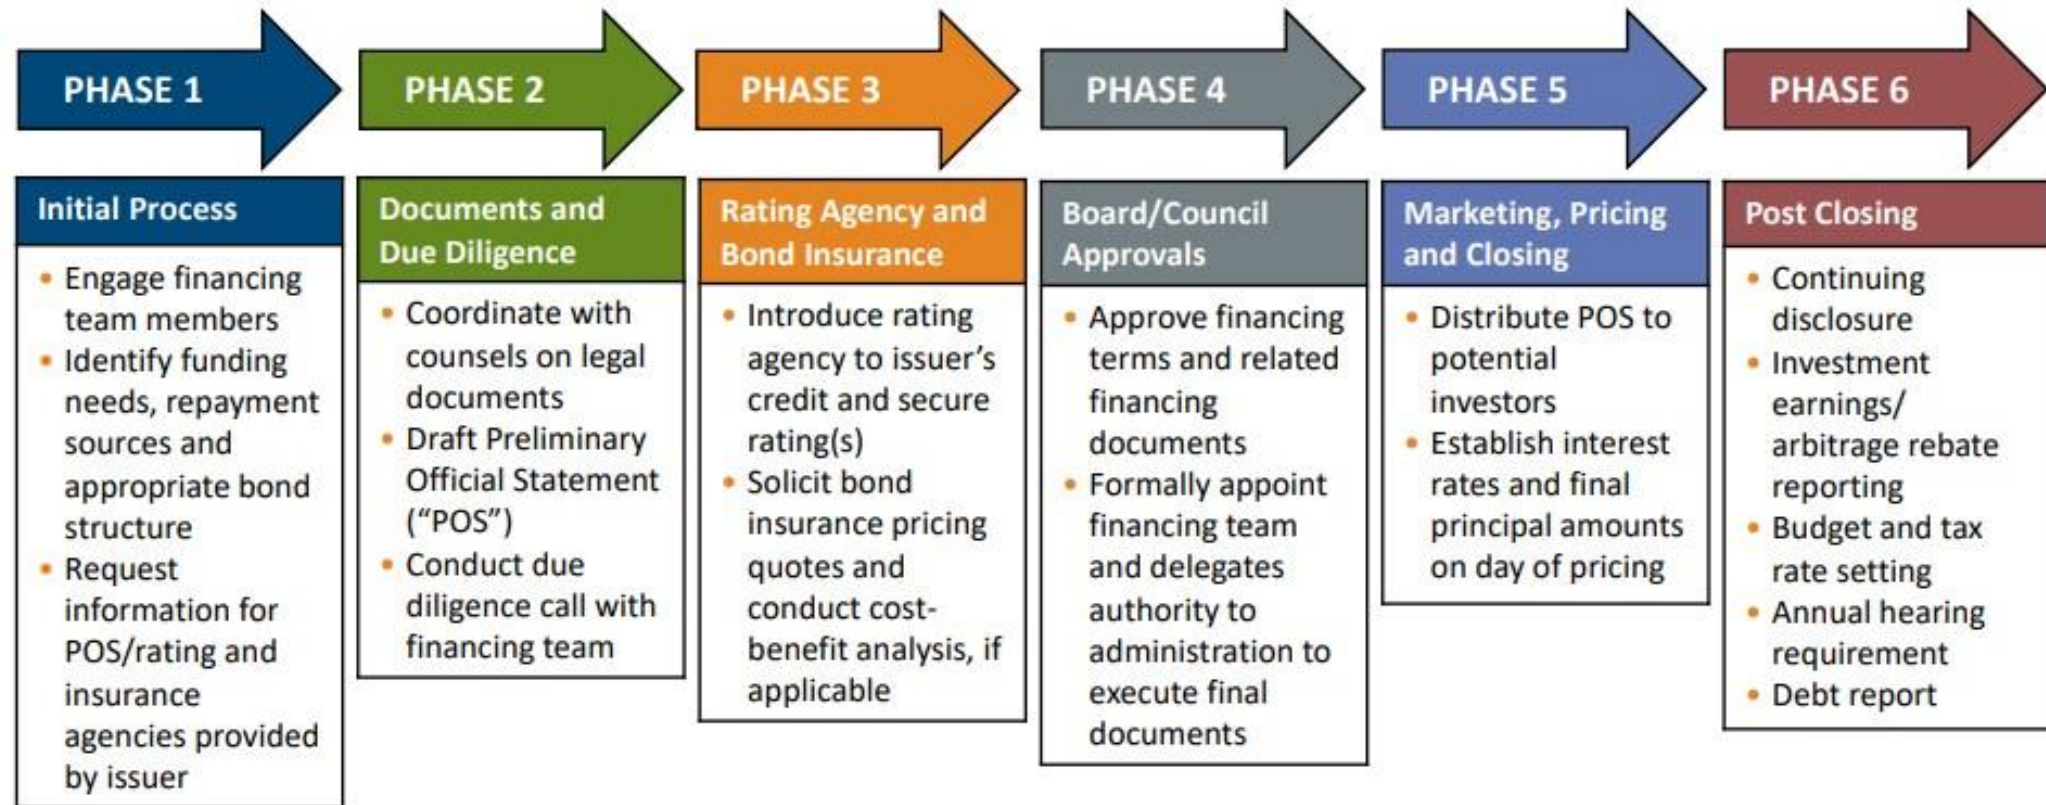 PHASE 1
PHASE 2
PHASE 3
PHASE 4
PHASE 5
PHASE 6
Initial Process
• Engage financing
team members
• Identify funding
needs, repayment
sources and
appropriate bond
structure
• Request
information for
POS/rating and
insurance
agencies provided
by issuer
Documents and
Due Diligence
• Coordinate with
counsels on legal
documents
• Draft Preliminary
Official Statement
(“POS”)
• Conduct due
diligence call with
financing team
Rating Agency and
Bond Insurance
• Introduce rating
agency to issuer’s
credit and secure
rating(s)
• Solicit bond
insurance pricing
quotes and
conduct cost-
benefit analysis, if
applicable
Board/Council
Approvals
• Approve financing
terms and related
financing
documents
• Formally appoint
financing team
and delegates
authority to
administration to
execute final
documents
Marketing, Pricing
and Closing
• Distribute POS to
potential
investors
• Establish interest
rates and final
principal amounts
on day of pricing
Post Closing
• Continuing
disclosure
• Investment
earnings/
arbitrage rebate
reporting
• Budget and tax
rate setting
• Annual hearing
requirement
• Debt report